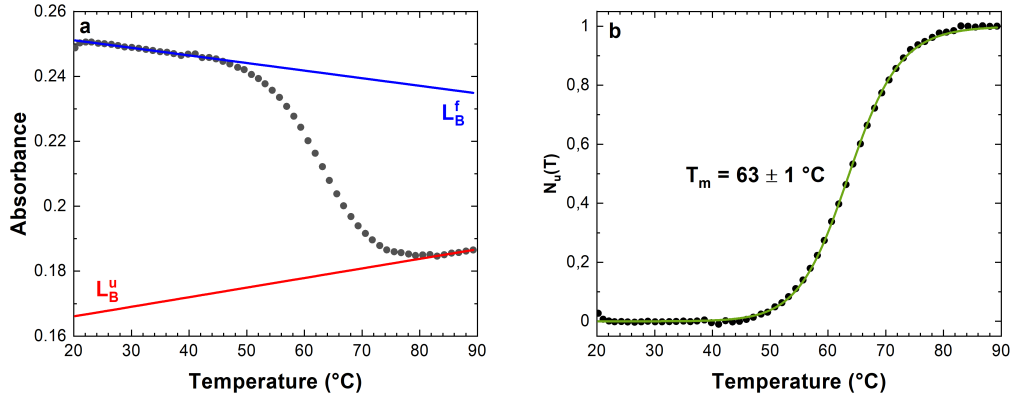 a
0.26
0.24
0.22
0.2
0.18
0.16
Absorbance
L_B^f
L_B^u
20 30 40 50 60 70 80 90
Temperature (°C)
b
1
0,8
0,6
0,4
0,2
0
N_u(T)
T_m = 63 ± 1 °C
20 30 40 50 60 70 80 90
Temperature (°C)